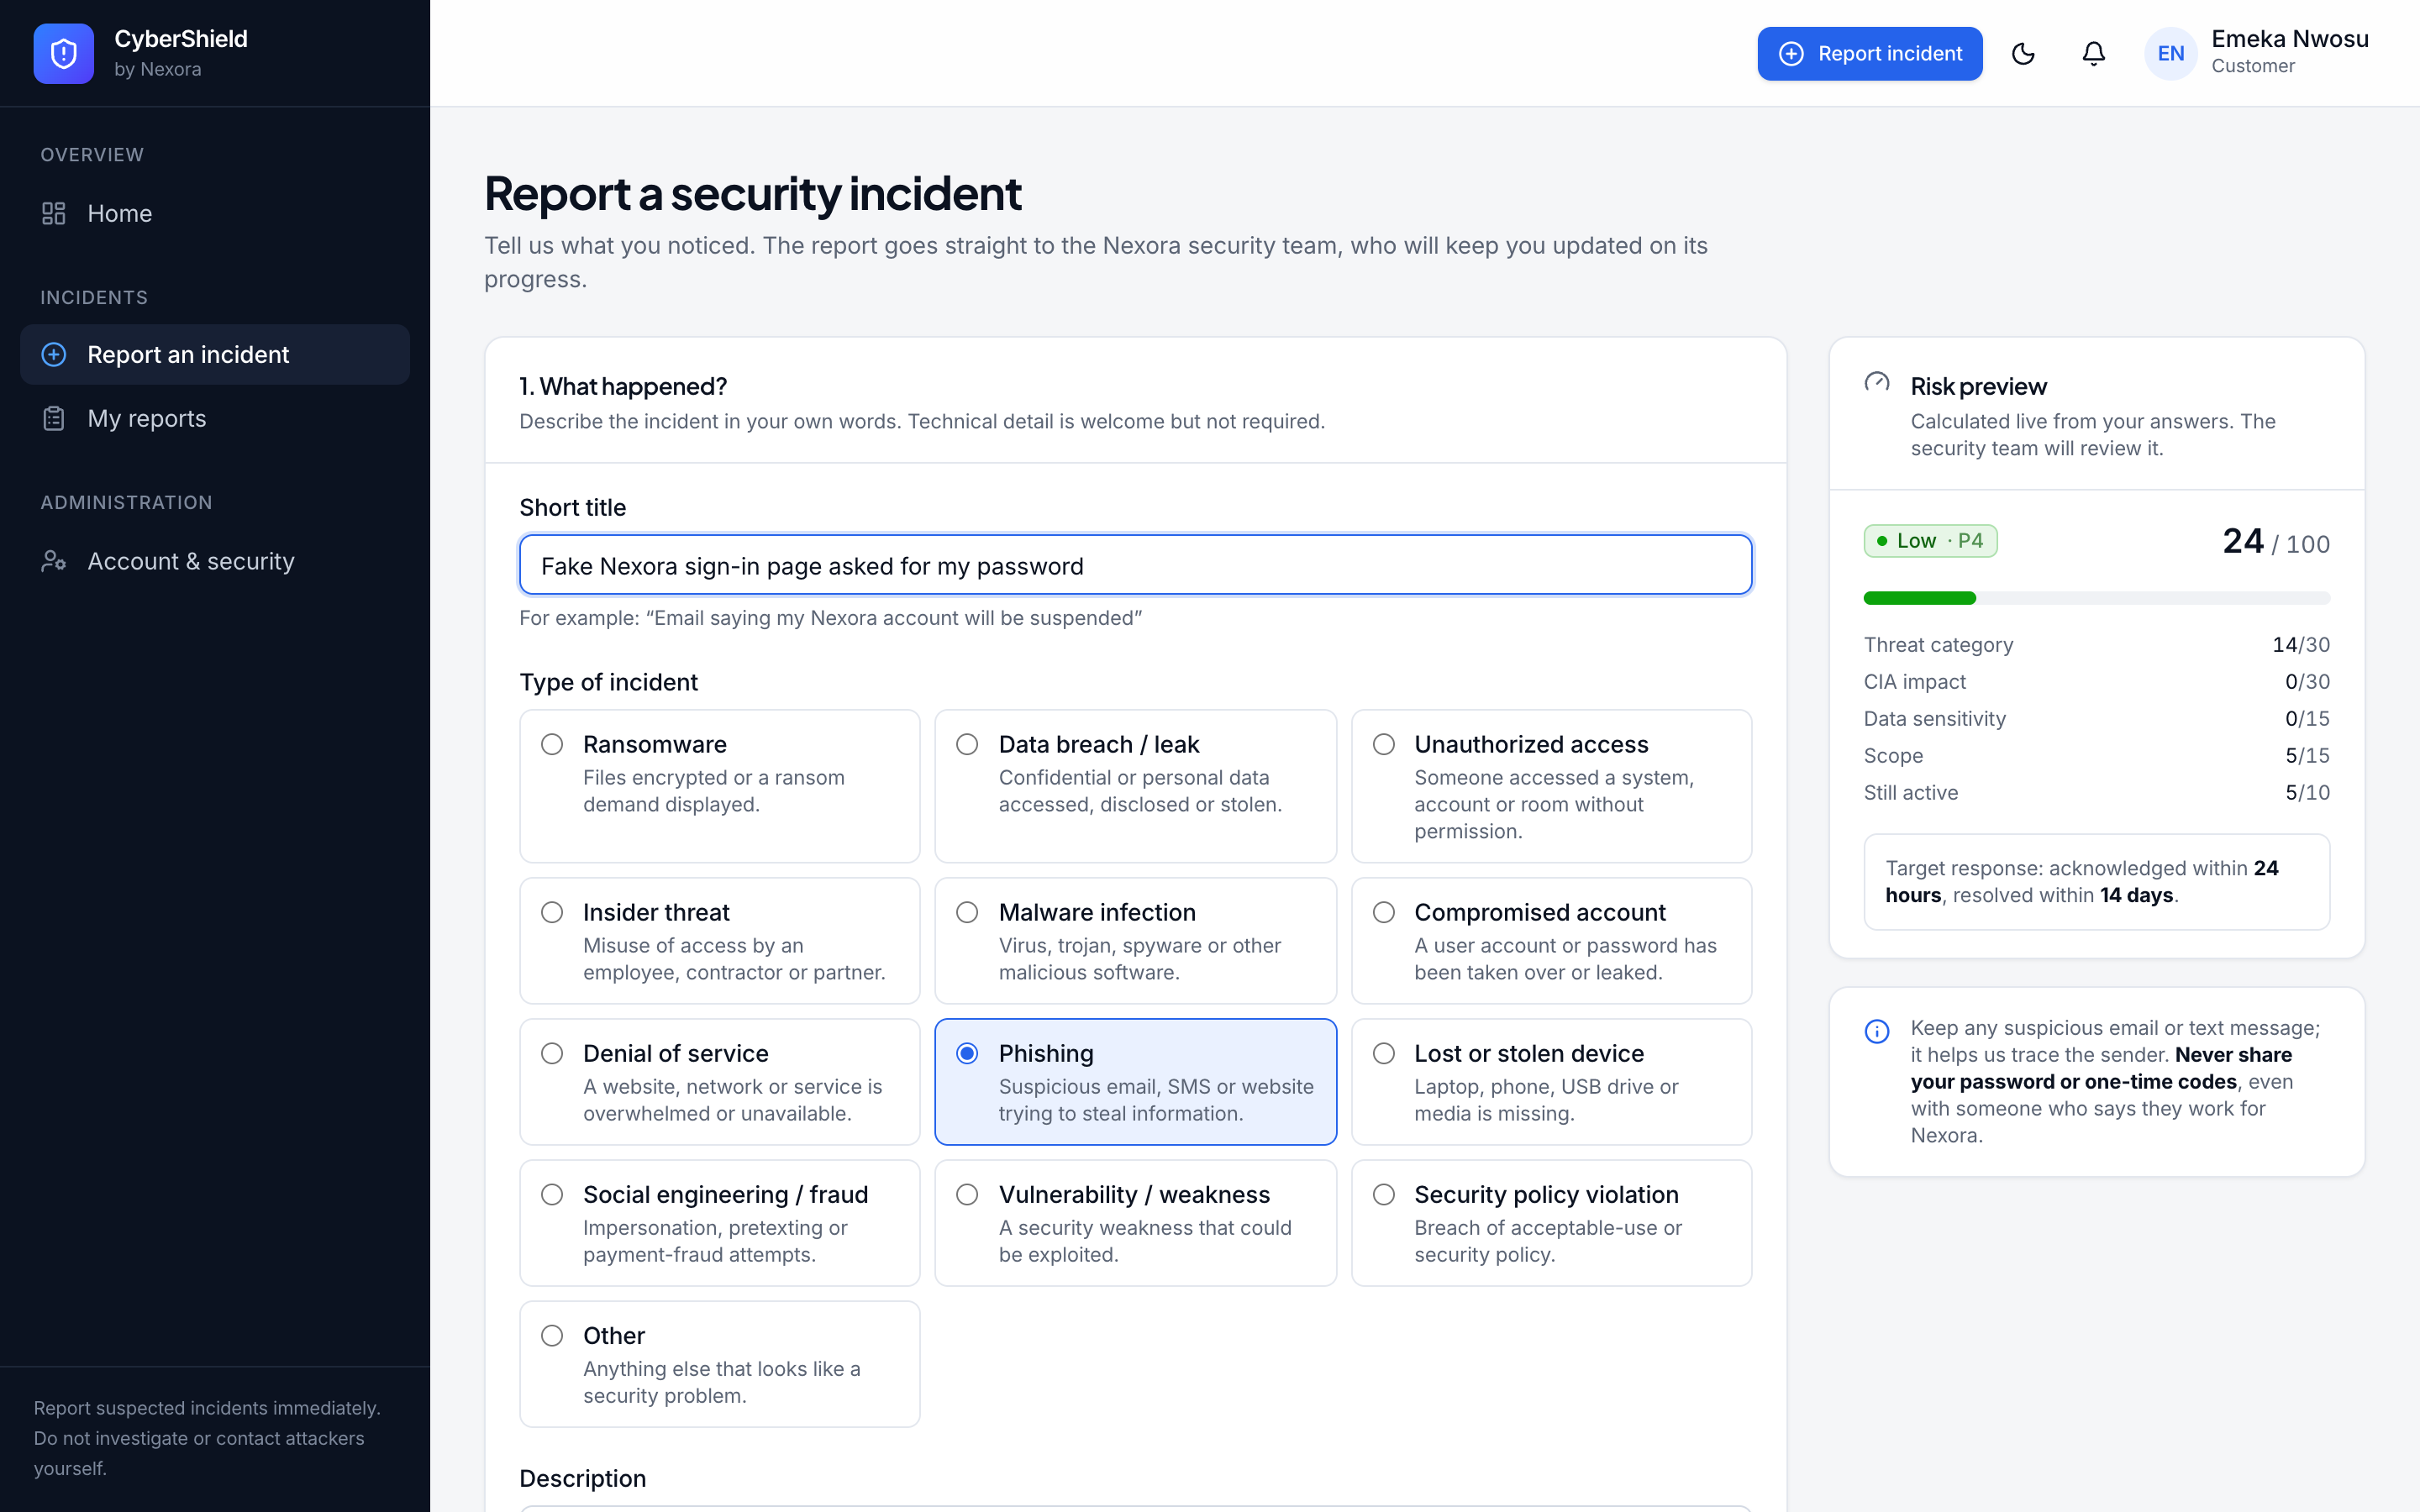 CyberShield
by Nexora
OVERVIEW
Home
INCIDENTS
Report an incident
My reports
ADMINISTRATION
Account & security
Report suspected incidents immediately.
Do not investigate or contact attackers
yourself.
Report incident
EN
Emeka Nwosu
Customer
Report a security incident
Tell us what you noticed. The report goes straight to the Nexora security team, who will keep you updated on its
progress.
1. What happened?
Describe the incident in your own words. Technical detail is welcome but not required.
Short title
Fake Nexora sign-in page asked for my password
For example: “Email saying my Nexora account will be suspended”
Type of incident
Ransomware
Files encrypted or a ransom
demand displayed.
Data breach / leak
Confidential or personal data
accessed, disclosed or stolen.
Unauthorized access
Someone accessed a system,
account or room without
permission.
Insider threat
Misuse of access by an
employee, contractor or partner.
Malware infection
Virus, trojan, spyware or other
malicious software.
Compromised account
A user account or password has
been taken over or leaked.
Denial of service
A website, network or service is
overwhelmed or unavailable.
Phishing
Suspicious email, SMS or website
trying to steal information.
Lost or stolen device
Laptop, phone, USB drive or
media is missing.
Social engineering / fraud
Impersonation, pretexting or
payment-fraud attempts.
Vulnerability / weakness
A security weakness that could
be exploited.
Security policy violation
Breach of acceptable-use or
security policy.
Other
Anything else that looks like a
security problem.
Description
Risk preview
Calculated live from your answers. The
security team will review it.
Low · P4
24 / 100
Threat category 14/30
CIA impact 0/30
Data sensitivity 0/15
Scope 5/15
Still active 5/10
Target response: acknowledged within 24
hours, resolved within 14 days.
Keep any suspicious email or text message;
it helps us trace the sender. Never share
your password or one-time codes, even
with someone who says they work for
Nexora.